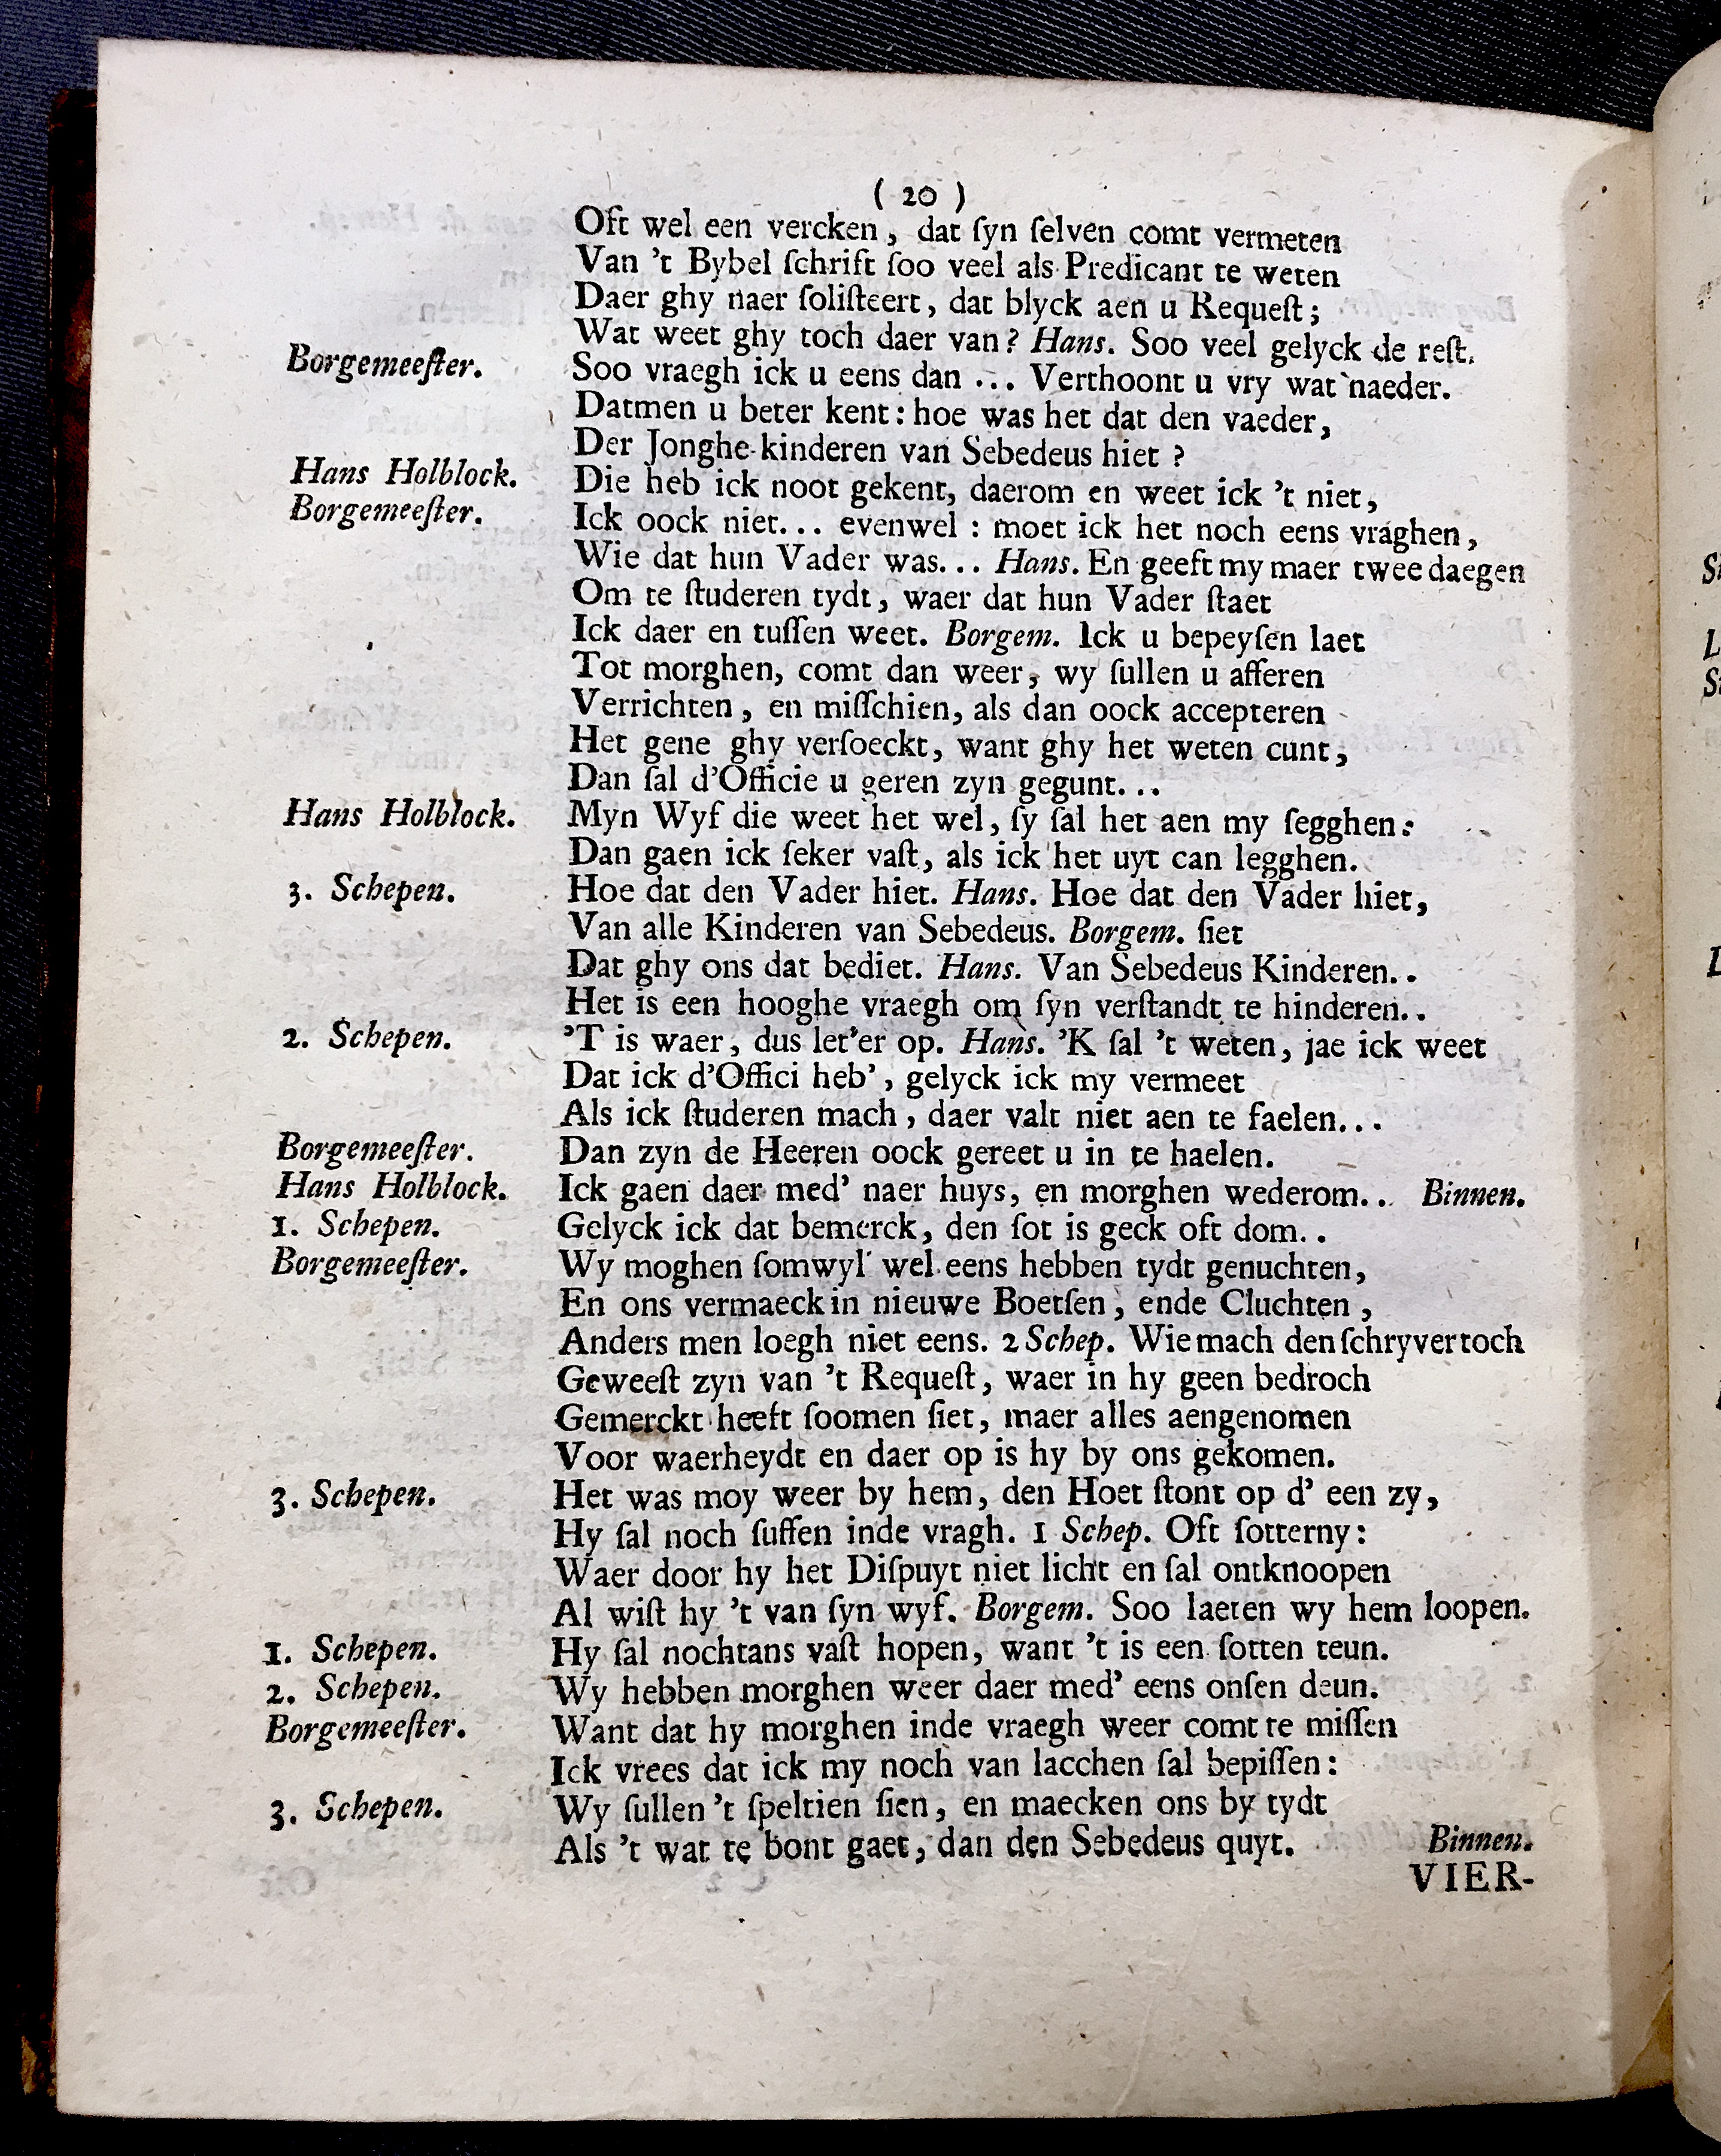 ( 20 )
Oft wel een vercken, dat ſyn ſelven comt vermeten
Van 't Bybel ſchrift ſoo veel als Predicant te weten
Daer ghy naer ſoliſteert, dat blyck aen u Requeſt;
Wat weet ghy toch daer van? Hans. Soo veel gelyck de reſt.
Borgemeeſter. Soo vraegh ick u eens dan ... Verthoont u vry wat naeder.
Datmen u beter kent: hoe was het dat den vaeder,
Der Jonghe kinderen van Sebedeus hiet ?
Hans Holblock. Die heb ick noot gekent, daerom en weet ick 't niet,
Borgemeeſter. Ick oock niet... evenwel : moet ick het noch eens vraghen,
Wie dat hun Vader was... Hans. En geeft my maer twee daegen
Om te ſtuderen tydt, waer dat hun Vader ſtaet
Ick daer en tuſſen weet. Borgem. Ick u bepeyſen laet
Tot morghen, comt dan weer, wy ſullen u afferen
Verrichten, en miſſchien, als dan oock accepteren
Het gene ghy verſoeckt, want ghy het weten cunt,
Dan ſal d'Officie u geren zyn gegunt...
Hans Holblock. Myn Wyf die weet het wel, ſy ſal het aen my ſegghen:
Dan gaen ick ſeker vaſt, als ick het uyt can legghen.
3. Schepen. Hoe dat den Vader hiet. Hans. Hoe dat den Vader hiet,
Van alle Kinderen van Sebedeus. Borgem. ſiet
Dat ghy ons dat bediet. Hans. Van Sebedeus Kinderen..
Het is een hooghe vraegh om ſyn verſtandt te hinderen..
2. Schepen. 'T is waer, dus let'er op. Hans. 'K ſal 't weten, jae ick weet
Dat ick d'Offici heb', gelyck ick my vermeet
Als ick ſtuderen mach, daer valt niet aen te faelen...
Borgemeeſter. Dan zyn de Heeren oock gereet u in te haelen.
Hans Holblock. Ick gaen daer med' naer huys, en morghen wederom.. Binnen.
1. Schepen. Gelyck ick dat bemerck, den ſot is geck oft dom..
Borgemeeſter. Wy moghen ſomwyl wel eens hebben tydt genuchten,
En ons vermaeck in nieuwe Boetſen, ende Cluchten,
Anders men loegh niet eens. 2 Schep. Wie mach den ſchryver toch
Geweeſt zyn van 't Requeſt, waer in hy geen bedroch
Gemerckt heeft ſoomen ſiet, maer alles aengenomen
Voor waerheydt en daer op is hy by ons gekomen.
3. Schepen. Het was moy weer by hem, den Hoet ſtont op d' een zy,
Hy ſal noch ſuffen inde vragh. 1 Schep. Oft ſotterny:
Waer door hy het Diſpuyt niet licht en ſal ontknoopen
Al wiſt hy 't van ſyn wyf. Borgem. Soo laeten wy hem loopen.
1. Schepen. Hy ſal nochtans vaſt hopen, want 't is een ſotten teun.
2. Schepen. Wy hebben morghen weer daer med' eens onſen deun.
Borgemeeſter. Want dat hy morghen inde vraegh weer comt te miſſen
Ick vrees dat ick my noch van lacchen ſal bepiſſen:
3. Schepen. Wy ſullen 't ſpeltien ſien, en maecken ons by tydt
Als 't wat te bont gaet, dan den Sebedeus quyt. Binnen.
VIER-